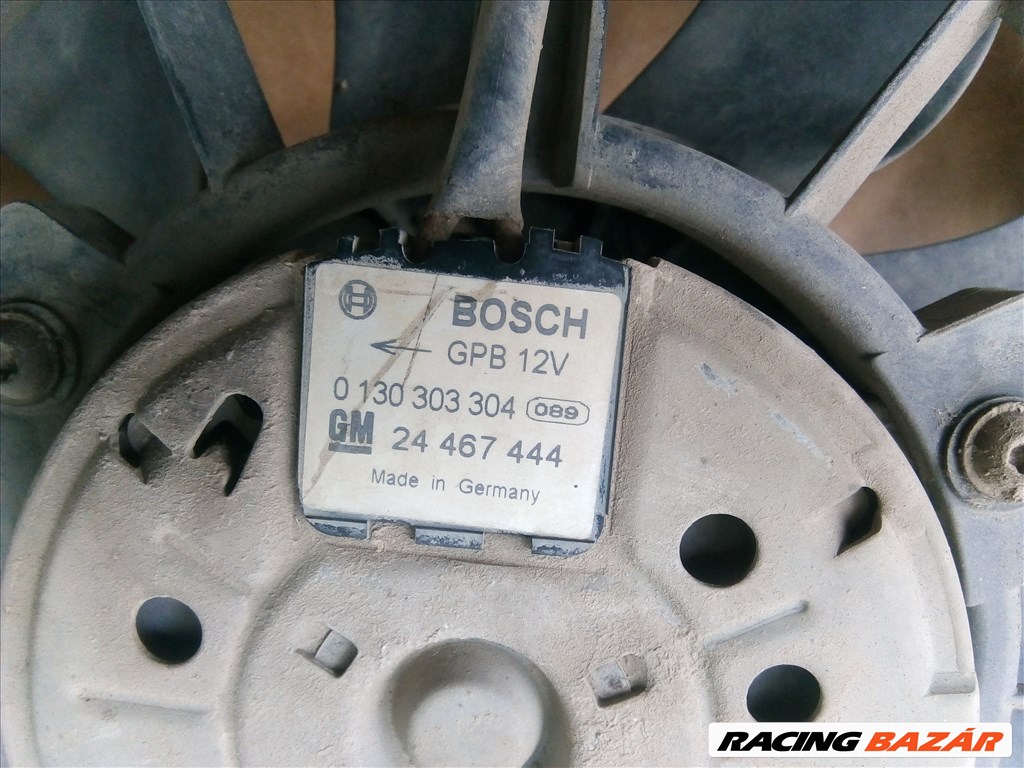 BOSCH
GPB 12V
0 130 303 304 089
GM 24 467 444
Made in Germany
RACING BAZÁR